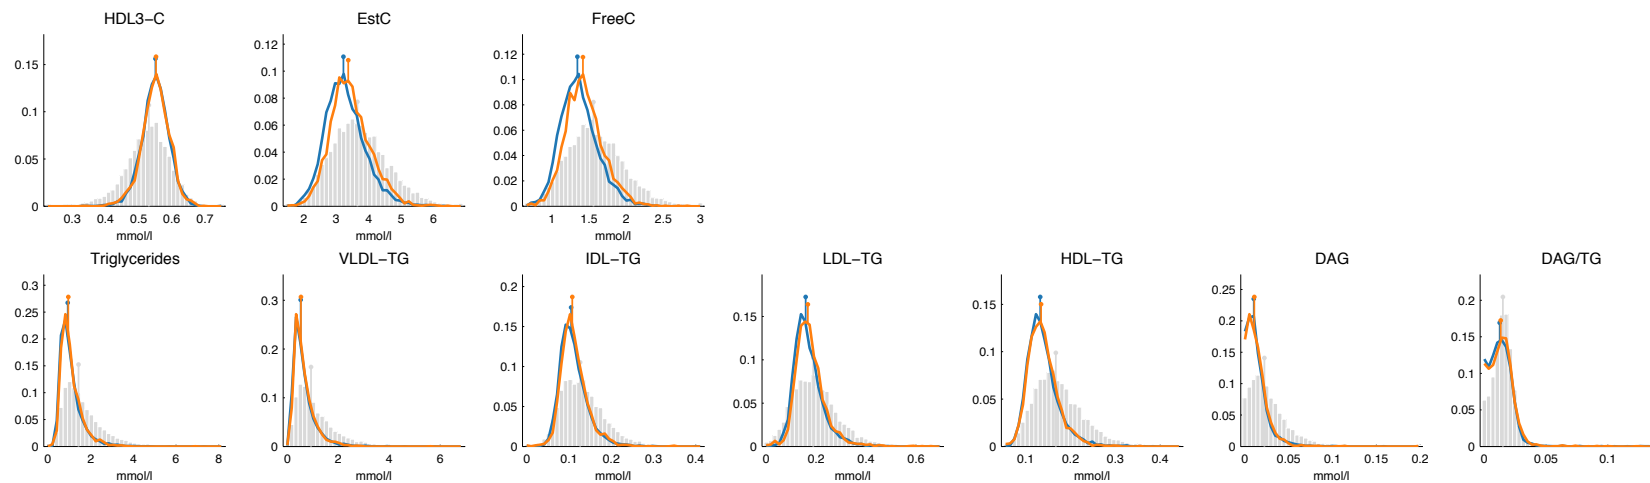 HDL3−C EstC FreeC
0.15 0.1 0.05 0
0.3 0.4 0.5 0.6 0.7
mmol/l
0.12 0.1 0.08 0.06 0.04 0.02 0
2 3 4 5 6
mmol/l
0.12 0.1 0.08 0.06 0.04 0.02 0
1 1.5 2 2.5 3
mmol/l
Triglycerides VLDL−TG IDL−TG LDL−TG HDL−TG DAG DAG/TG
0.3 0.25 0.2 0.15 0.1 0.05 0
0 2 4 6 8
mmol/l
0.3 0.2 0.1 0
0 2 4 6
mmol/l
0.2 0.15 0.1 0.05 0
0 0.1 0.2 0.3 0.4
mmol/l
0.15 0.1 0.05 0
0 0.2 0.4 0.6
mmol/l
0.15 0.1 0.05 0
0.1 0.2 0.3 0.4
mmol/l
0.25 0.2 0.15 0.1 0.05 0
0 0.05 0.1 0.15 0.2
mmol/l
0.2 0.15 0.1 0.05 0
0 0.05 0.1
mmol/l